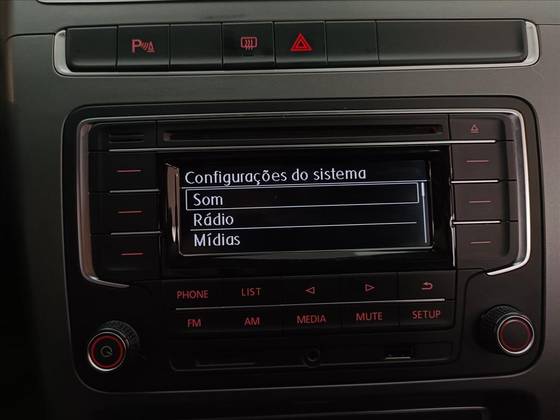 P
Configurações do sistema
Som
Rádio
Mídias
PHONE LIST
FM AM MEDIA MUTE SETUP